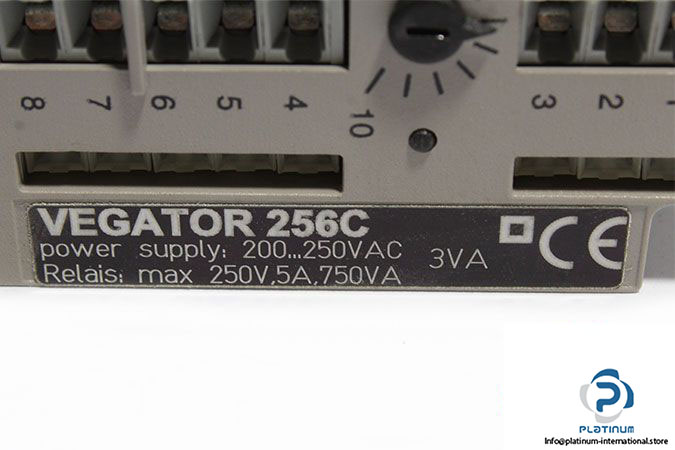 8 7 6 5 4 10 3 2
VEGATOR 256C
power supply: 200...250VAC 3VA
Relais: max 250V,5A,750VA
CE
PLATINUM
Info@platinum-international.store